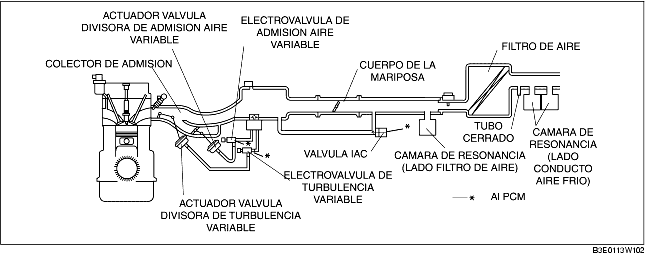 ACTUADOR VALVULA
DIVISORA DE ADMISION AIRE
VARIABLE
ELECTROVALVULA DE
ADMISION AIRE
VARIABLE
COLECTOR DE ADMISION
CUERPO DE LA
MARIPOSA
FILTRO DE AIRE
*
*
*
VALVULA IAC
TUBO
CERRADO
CAMARA DE
RESONANCIA
(LADO
CONDUCTO
AIRE FRIO)
CAMARA DE RESONANCIA
(LADO FILTRO DE AIRE)
ELECTROVALVULA DE
TURBULENCIA
VARIABLE
ACTUADOR VALVULA
DIVISORA DE TURBULENCIA
VARIABLE
* Al PCM
B3E0113W102